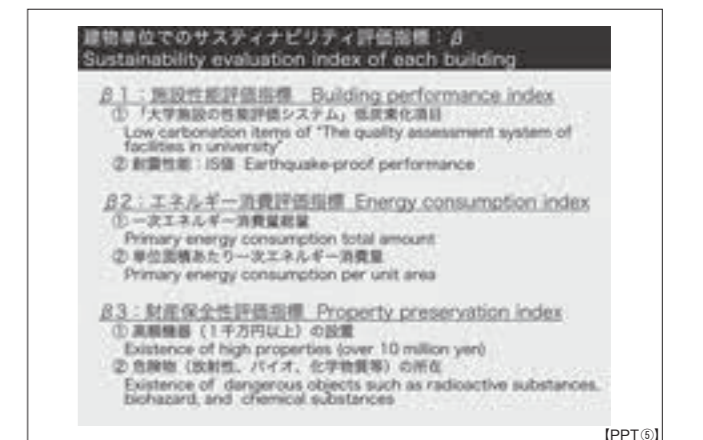 建物単位でのサスティナビリティ評価指標：β
Sustainability evaluation index of each building
β1：施設性能評価指標 Building performance index
① 「大学施設の性能評価システム」低炭素化項目
Low carbonation items of "The quality assessment system of
facilities in university"
② 耐震性能：IS値 Earthquake-proof performance
β2：エネルギー消費評価指標 Energy consumption index
① 一次エネルギー消費量総量
Primary energy consumption total amount
② 単位面積あたり一次エネルギー消費量
Primary energy consumption per unit area
β3：財産保全性評価指標 Property preservation index
① 高額機器（1千万円以上）の設置
Existence of high properties (over 10 million yen)
② 危険物（放射性、バイオ、化学物質等）の所在
Existence of dangerous objects such as radioactive substances,
biohazard, and chemical substances
【PPT⑤】